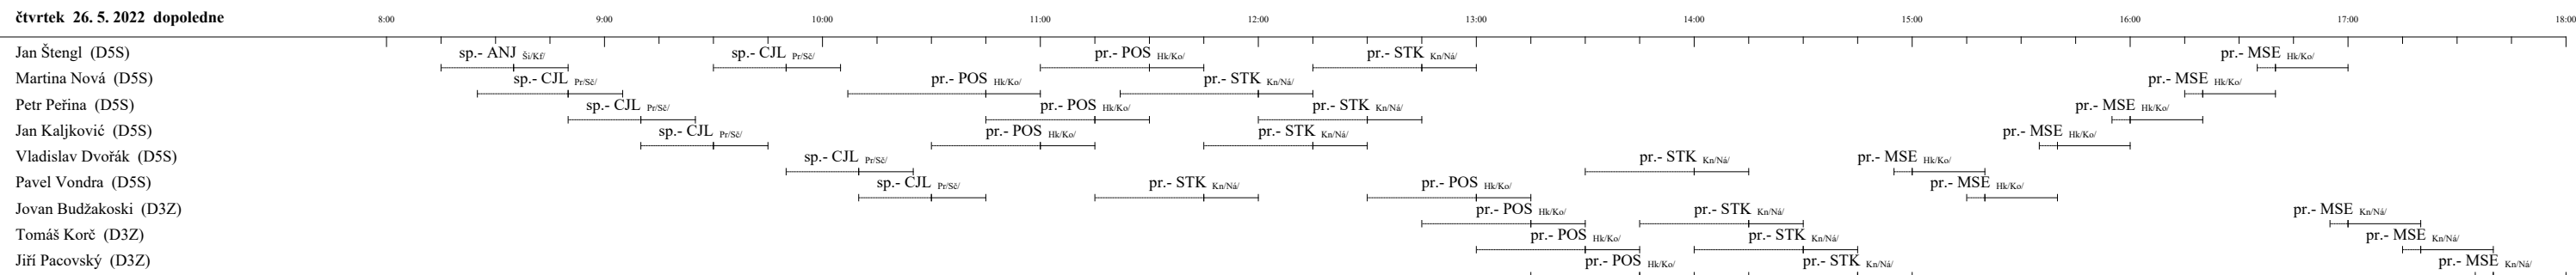 čtvrtek 26. 5. 2022 dopoledne 8:00 9:00 10:00 11:00 12:00 13:00 14:00 15:00 16:00 17:00 18:00
Jan Štengl (D5S) sp.- ANJ Ši/Kf/ sp.- CJL Pr/Sč/ pr.- POS Hk/Ko/ pr.- STK Kn/Ná/ pr.- MSE Hk/Ko/
Martina Nová (D5S) sp.- CJL Pr/Sč/ pr.- POS Hk/Ko/ pr.- STK Kn/Ná/ pr.- MSE Hk/Ko/
Petr Peřina (D5S) sp.- CJL Pr/Sč/ pr.- POS Hk/Ko/ pr.- STK Kn/Ná/ pr.- MSE Hk/Ko/
Jan Kaljković (D5S) sp.- CJL Pr/Sč/ pr.- POS Hk/Ko/ pr.- STK Kn/Ná/ pr.- MSE Hk/Ko/
Vladislav Dvořák (D5S) sp.- CJL Pr/Sč/ pr.- STK Kn/Ná/ pr.- MSE Hk/Ko/
Pavel Vondra (D5S) sp.- CJL Pr/Sč/ pr.- STK Kn/Ná/ pr.- POS Hk/Ko/ pr.- MSE Hk/Ko/
Jovan Budžakoski (D3Z) pr.- POS Hk/Ko/ pr.- STK Kn/Ná/ pr.- MSE Kn/Ná/
Tomáš Korč (D3Z) pr.- POS Hk/Ko/ pr.- STK Kn/Ná/ pr.- MSE Kn/Ná/
Jiří Pacovský (D3Z) pr.- POS Hk/Ko/ pr.- STK Kn/Ná/ pr.- MSE Kn/Ná/